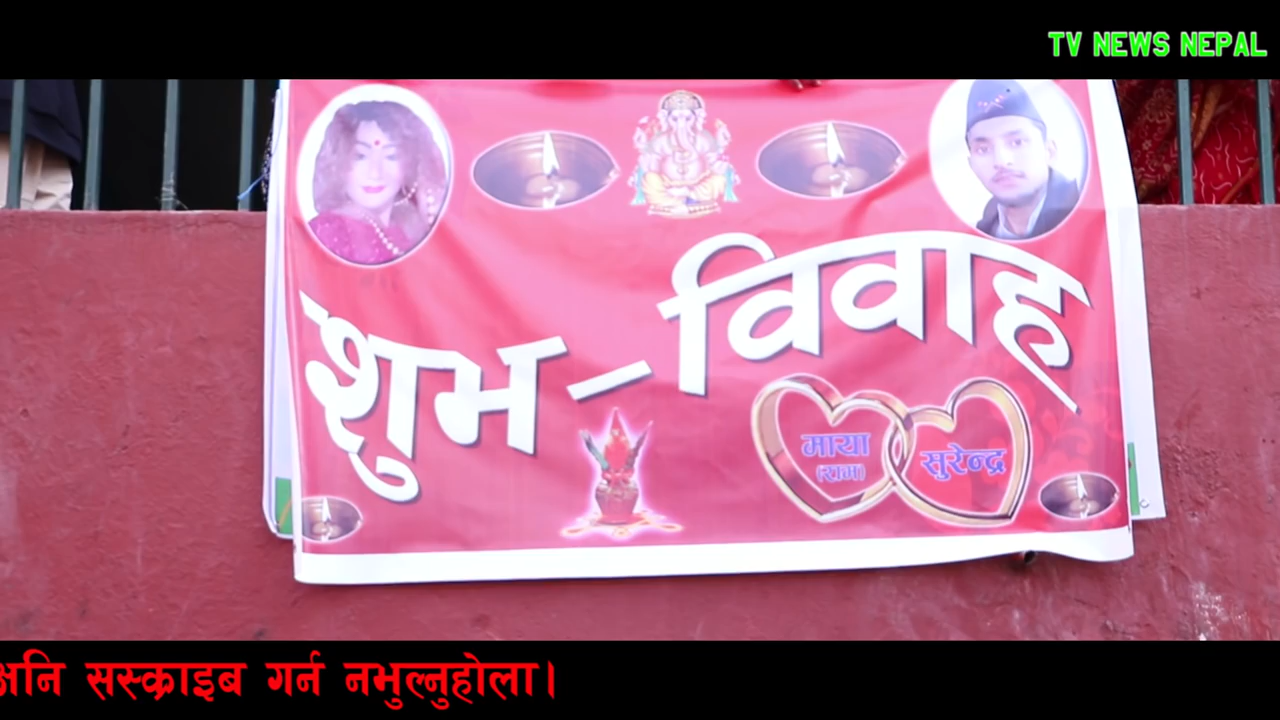 TV NEWS NEPAL
शुभ - विवाह
माया
(राम)
सुरेन्द्र
अनि सस्क्राइब गर्न नभुल्नुहोला।